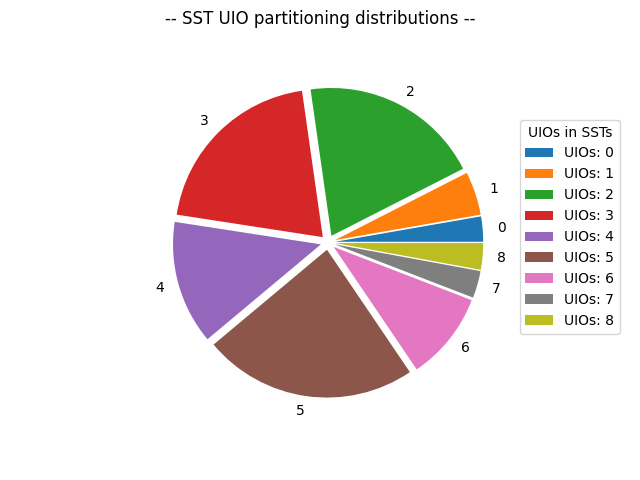 -- SST UIO partitioning distributions --
2
3
1
0
8
7
4
6
5
UIOs in SSTs
UIOs: 0
UIOs: 1
UIOs: 2
UIOs: 3
UIOs: 4
UIOs: 5
UIOs: 6
UIOs: 7
UIOs: 8